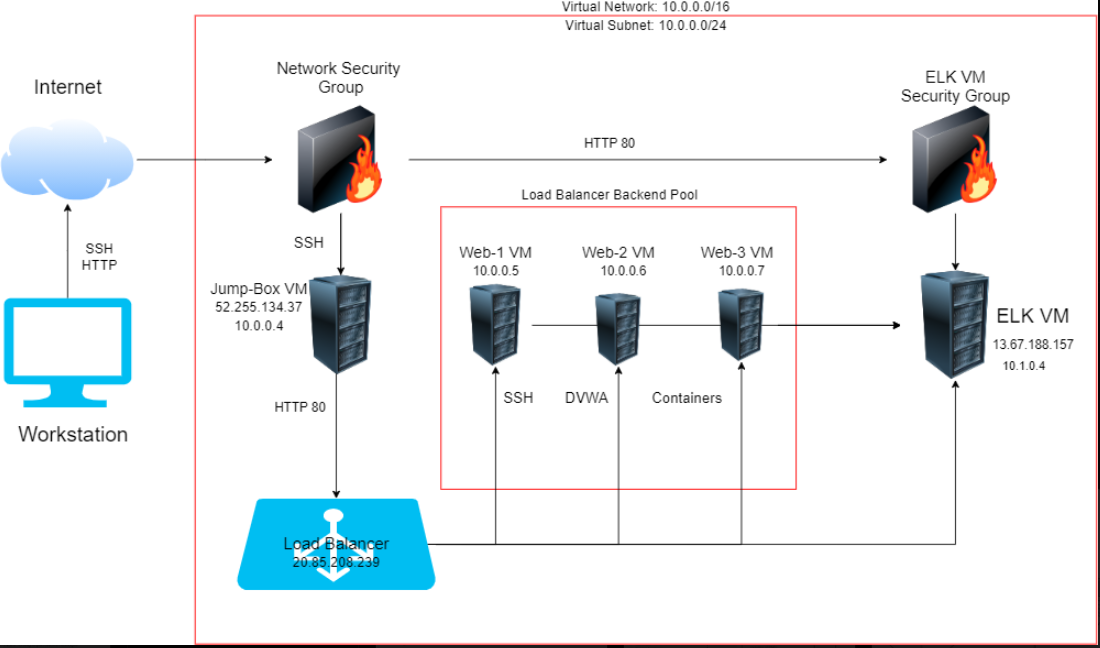 Virtual Network: 10.0.0.0/16
Virtual Subnet: 10.0.0.0/24
Internet
Network Security
Group
ELK VM
Security Group
HTTP 80
Load Balancer Backend Pool
SSH
HTTP
SSH
Web-1 VM
10.0.0.5
Web-2 VM
10.0.0.6
Web-3 VM
10.0.0.7
Jump-Box VM
52.255.134.37
10.0.0.4
ELK VM
13.67.188.157
10.1.0.4
SSH
DVWA
Containers
HTTP 80
Workstation
Load Balancer
20.85.208.239